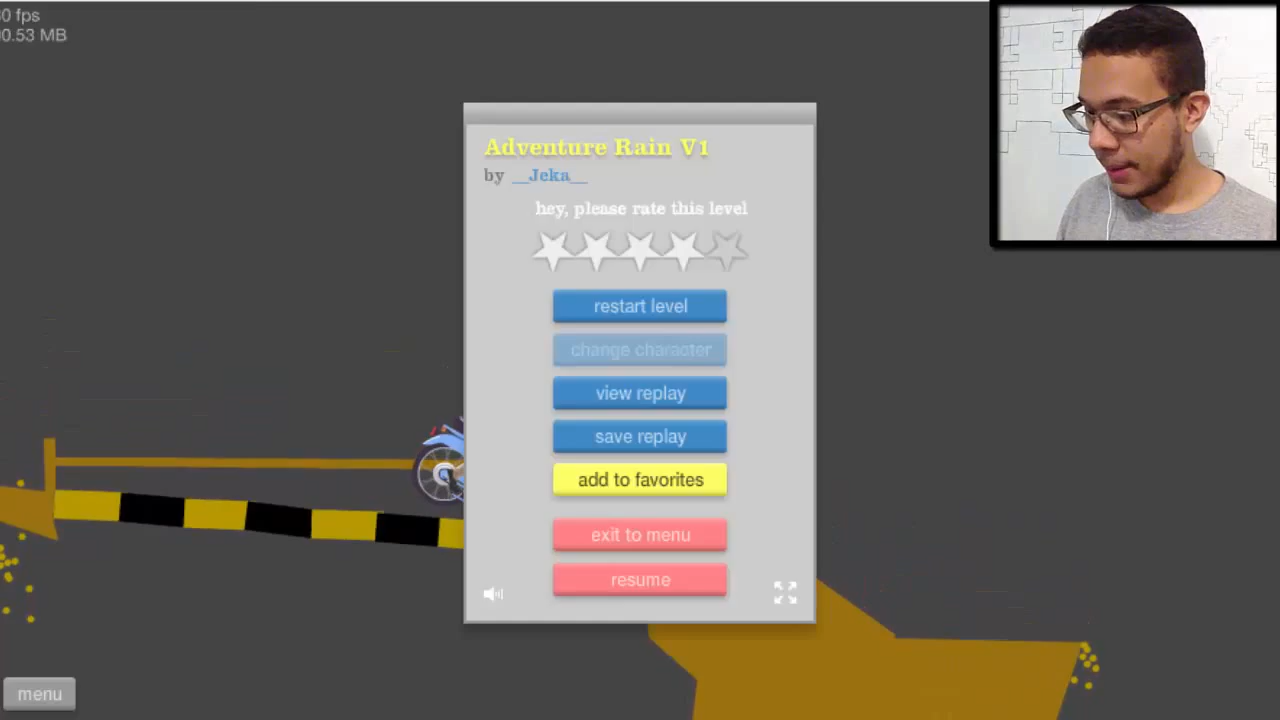 0 fps
0.53 MB
Adventure Rain V1
by __Jeka__
hey, please rate this level
restart level
change character
view replay
save replay
add to favorites
exit to menu
resume
menu